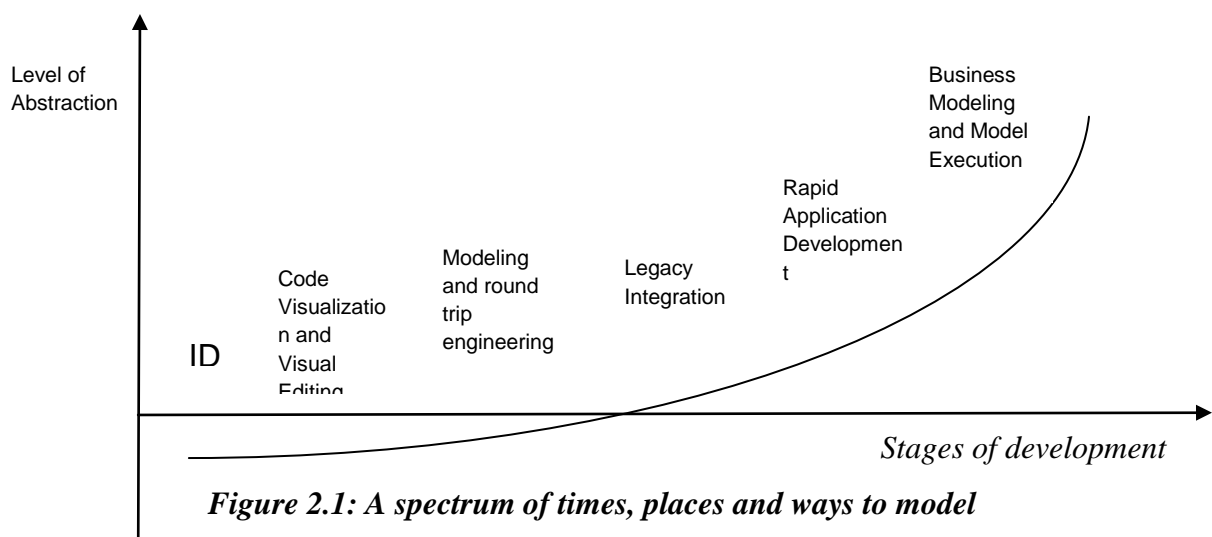 Level of
Abstraction
ID
Code
Visualizatio
n and
Visual
Editing
Modeling
and round
trip
engineering
Legacy
Integration
Rapid
Application
Developmen
t
Business
Modeling
and Model
Execution
Stages of development
Figure 2.1: A spectrum of times, places and ways to model